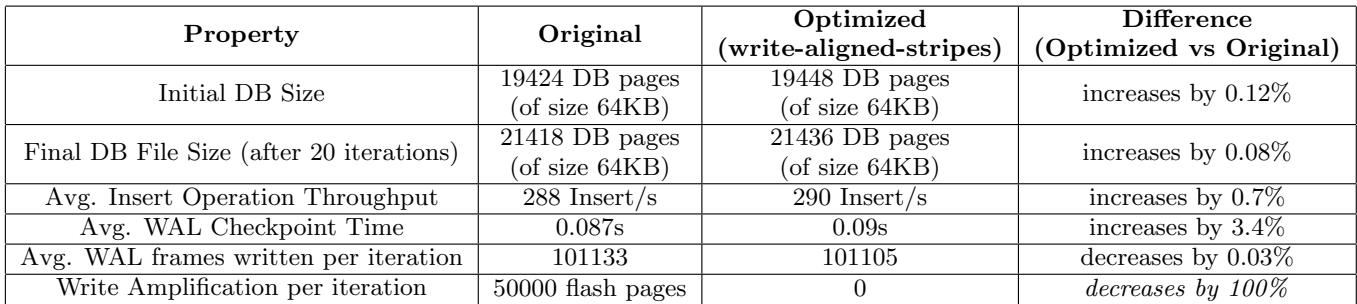 Property Original Optimized (write-aligned-stripes) Difference (Optimized vs Original)
Initial DB Size 19424 DB pages (of size 64KB) 19448 DB pages (of size 64KB) increases by 0.12%
Final DB File Size (after 20 iterations) 21418 DB pages (of size 64KB) 21436 DB pages (of size 64KB) increases by 0.08%
Avg. Insert Operation Throughput 288 Insert/s 290 Insert/s increases by 0.7%
Avg. WAL Checkpoint Time 0.087s 0.09s increases by 3.4%
Avg. WAL frames written per iteration 101133 101105 decreases by 0.03%
Write Amplification per iteration 50000 flash pages 0 decreases by 100%